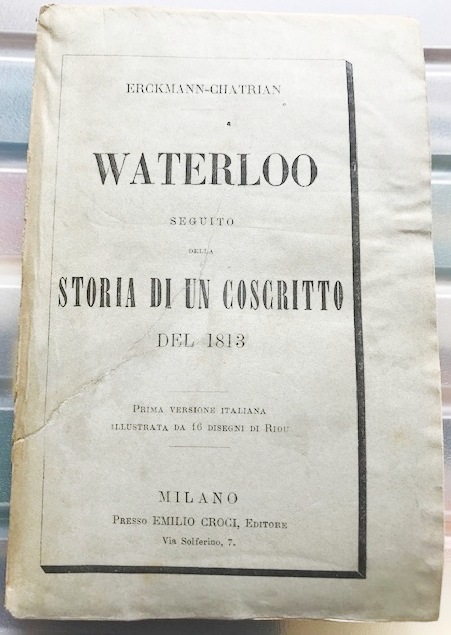 ERCKMANN-CHATRIAN
WATERLOO
SEGUITO
DELLA
STORIA DI UN COSCRITTO
DEL 1813
PRIMA VERSIONE ITALIANA
ILLUSTRATA DA 16 DISEGNI DI RIOU
MILANO
PRESSO EMILIO CROCI, EDITORE
Via Solferino, 7.